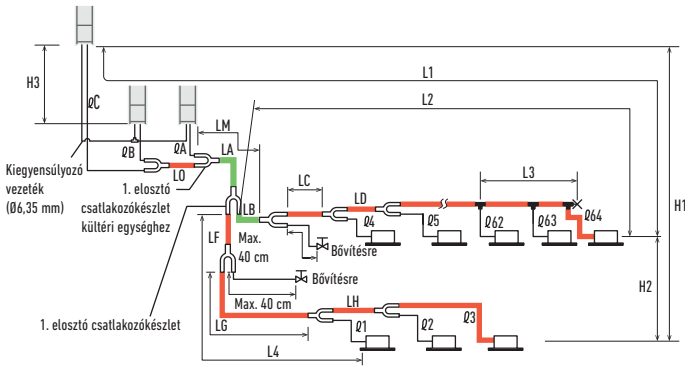 L1
H3
ℓC
L2
LM
ℓB
ℓA
LA
L3
Kiegyensúlyozó
vezeték
(Ø6,35 mm)
LO
1. elosztó
csatlakozókészlet
kültéri egységhez
LB
LC
LD
H1
ℓ4
ℓ5
ℓ62
ℓ63
ℓ64
LF
Max.
40 cm
Bővítésre
H2
Bővítésre
Max. 40 cm
1. elosztó csatlakozókészlet
LG
LH
ℓ1
ℓ2
ℓ3
L4